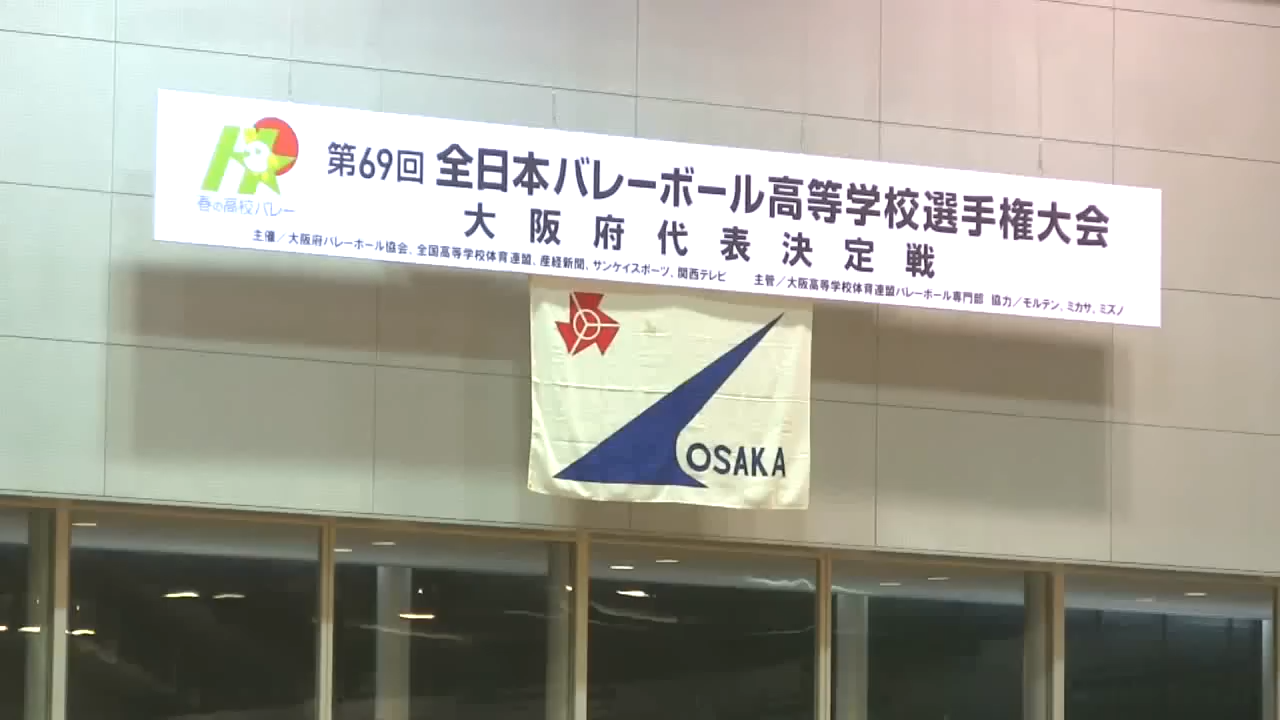 第69回 全日本バレーボール高等学校選手権大会
春の高校バレー
大阪府代表決定戦
主催／大阪府バレーボール協会、全国高等学校体育連盟、産経新聞、サンケイスポーツ、関西テレビ 主管／大阪高等学校体育連盟バレーボール専門部 協力／モルテン、ミカサ、ミズノ
OSAKA